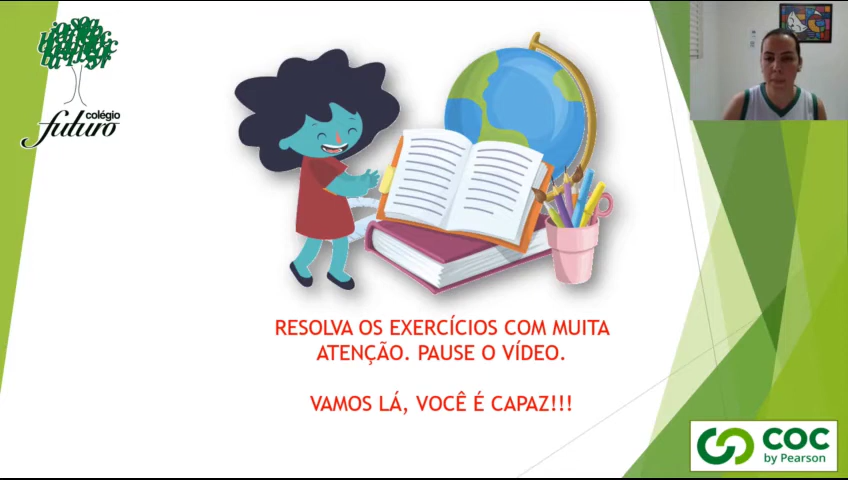 colégio
futuro
RESOLVA OS EXERCÍCIOS COM MUITA
ATENÇÃO. PAUSE O VÍDEO.
VAMOS LÁ, VOCÊ É CAPAZ!!!
COC
by Pearson